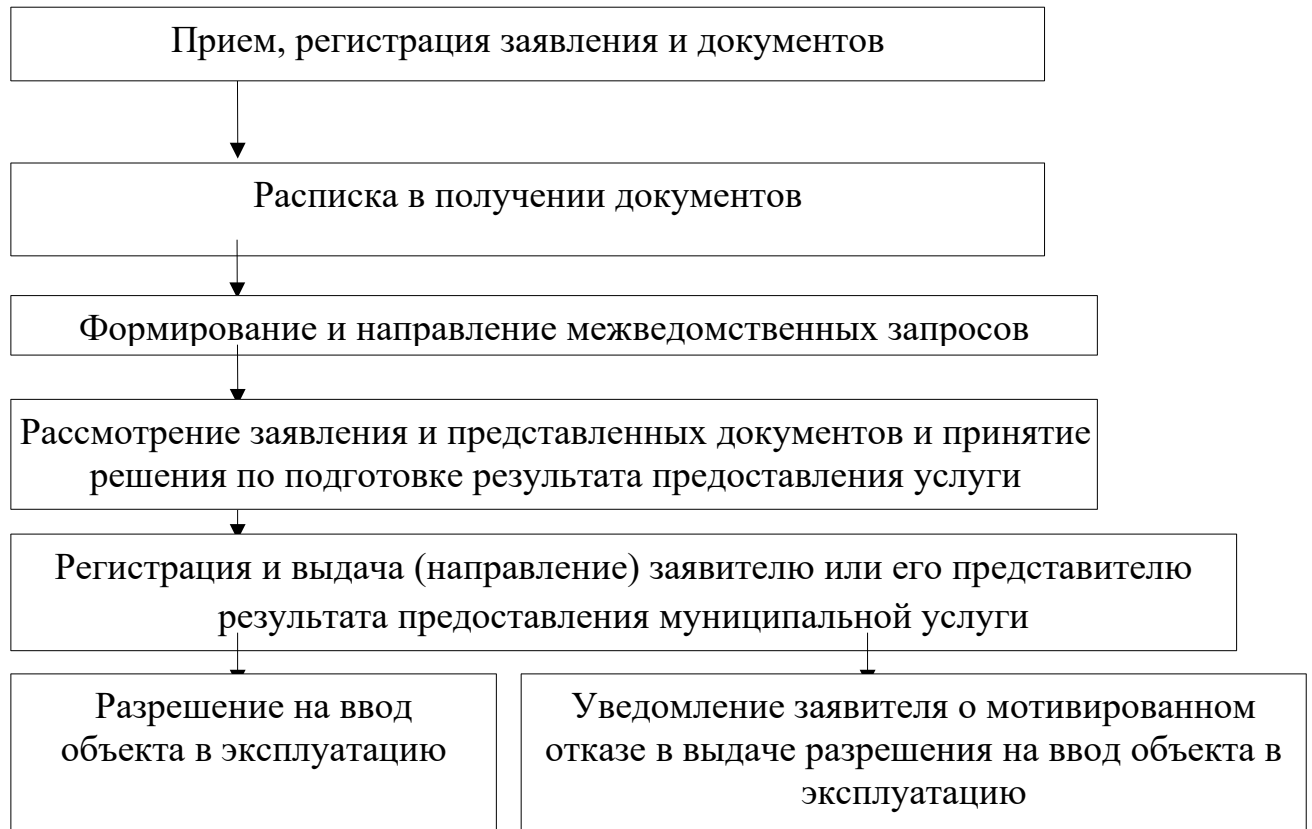 Прием, регистрация заявления и документов
Расписка в получении документов
Формирование и направление межведомственных запросов
Рассмотрение заявления и представленных документов и принятие
решения по подготовке результата предоставления услуги
Регистрация и выдача (направление) заявителю или его представителю
результата предоставления муниципальной услуги
Разрешение на ввод
объекта в эксплуатацию
Уведомление заявителя о мотивированном
отказе в выдаче разрешения на ввод объекта в
эксплуатацию